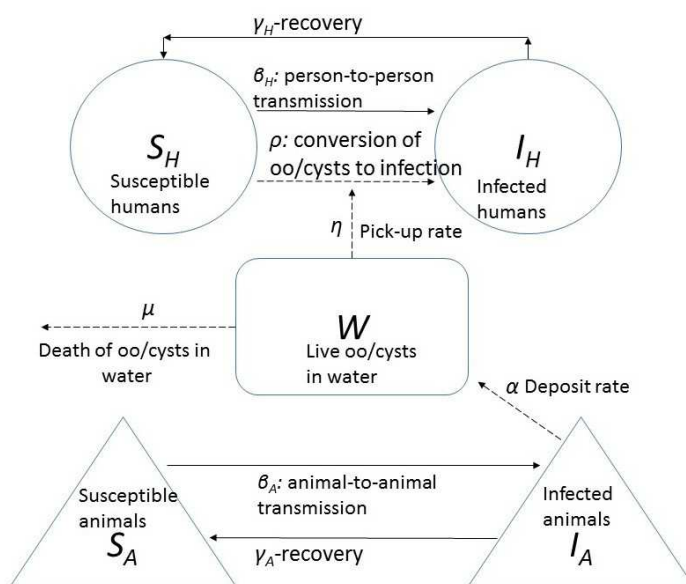 γH-recovery
βH: person-to-person
transmission
ρ: conversion of
oo/cysts to infection
SH
Susceptible
humans
IH
Infected
humans
η
Pick-up rate
μ
Death of oo/cysts in
water
W
Live oo/cysts
in water
α Deposit rate
Susceptible
animals
SA
βA: animal-to-animal
transmission
γA-recovery
Infected
animals
IA